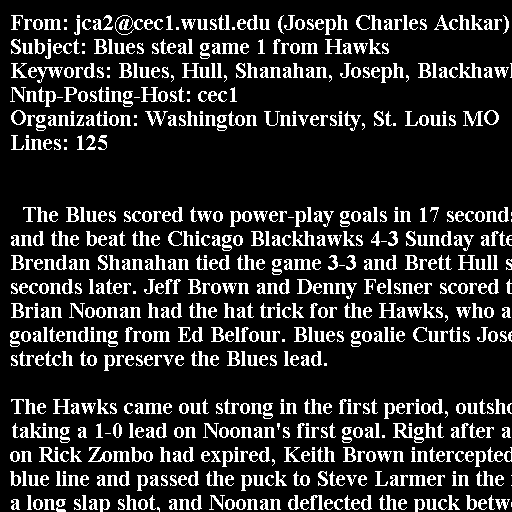 From: jca2@cec1.wustl.edu (Joseph Charles Achkar)
Subject: Blues steal game 1 from Hawks
Keywords: Blues, Hull, Shanahan, Joseph, Blackhawl
Nntp-Posting-Host: cec1
Organization: Washington University, St. Louis MO
Lines: 125
The Blues scored two power-play goals in 17 seconds
and the beat the Chicago Blackhawks 4-3 Sunday afte
Brendan Shanahan tied the game 3-3 and Brett Hull s
seconds later. Jeff Brown and Denny Felsner scored t
Brian Noonan had the hat trick for the Hawks, who a
goaltending from Ed Belfour. Blues goalie Curtis Jose
stretch to preserve the Blues lead.
The Hawks came out strong in the first period, outsho
taking a 1-0 lead on Noonan's first goal. Right after a
on Rick Zombo had expired, Keith Brown intercepted
blue line and passed the puck to Steve Larmer in the
a long slap shot, and Noonan deflected the puck betw